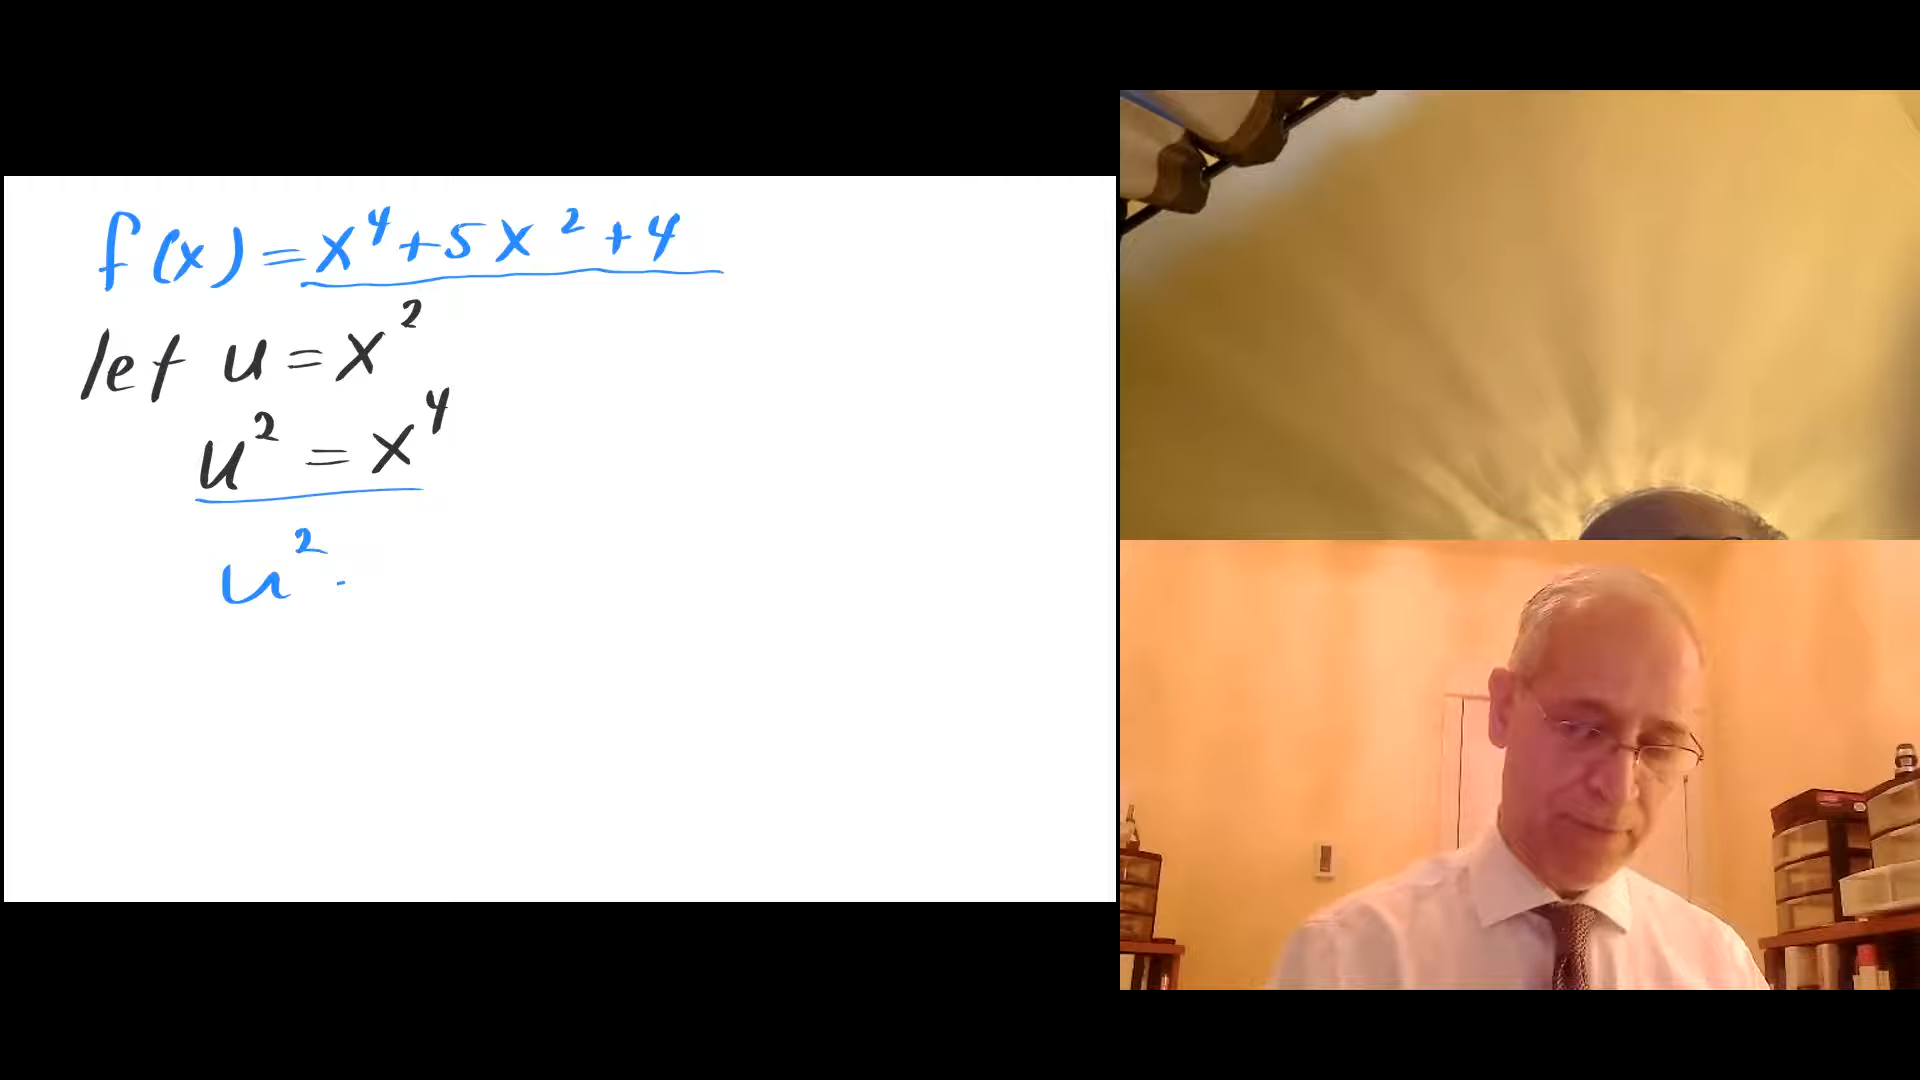 f(x) = x⁴ + 5x² + 4
let u = x²
u² = x⁴
u²